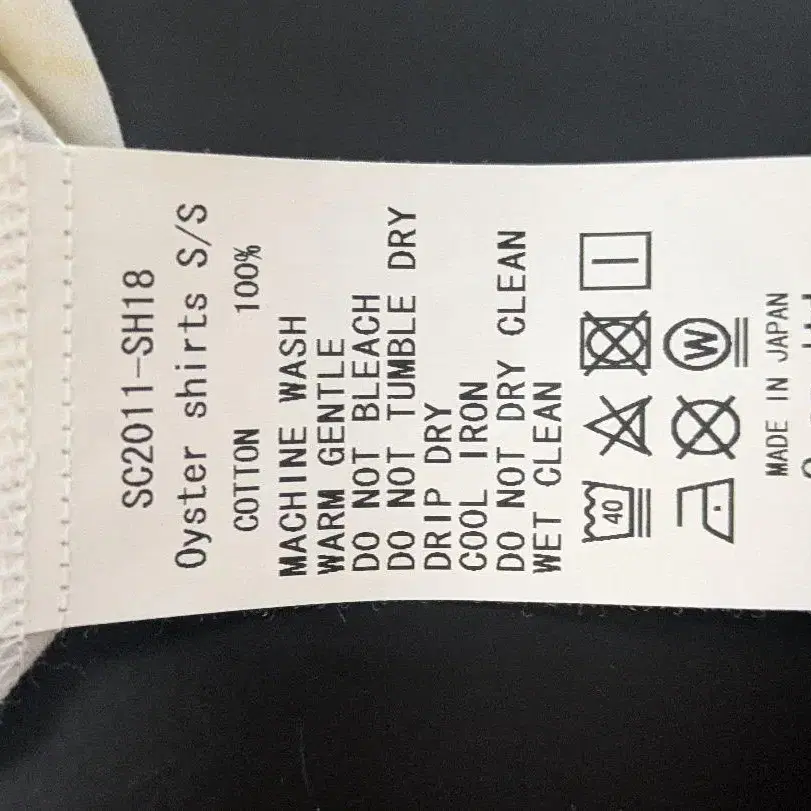 SC2011-SH18
Oyster shirts S/S
COTTON 100%
MACHINE WASH
WARM GENTLE
DO NOT BLEACH
DO NOT TUMBLE DRY
DRIP DRY
COOL IRON
DO NOT DRY CLEAN
WET CLEAN
40
W
MADE IN JAPAN